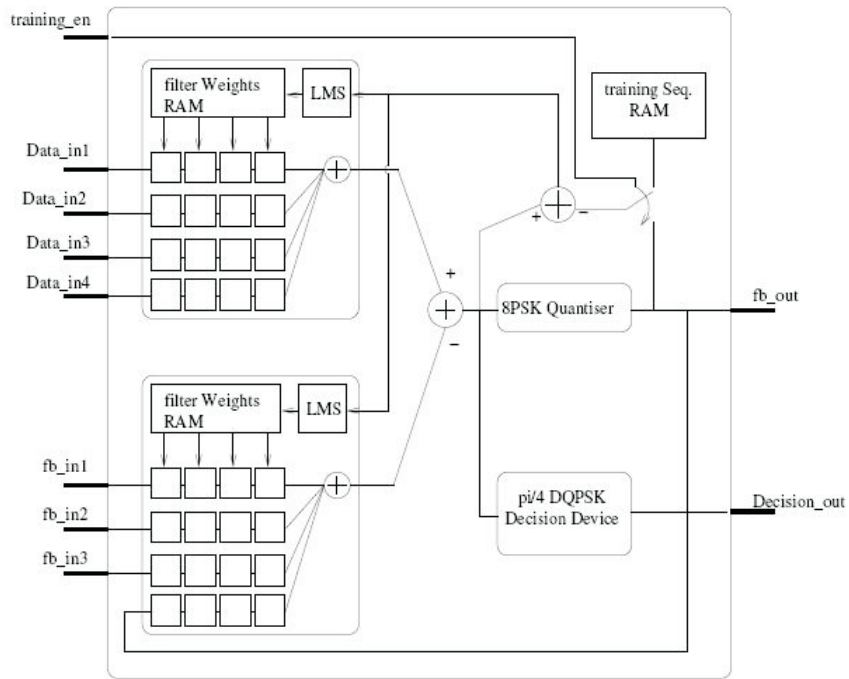 training_en
filter Weights
RAM
LMS
training Seq.
RAM
Data_in1
Data_in2
Data_in3
Data_in4
+
+
+
−
+
+
−
8PSK Quantiser
fb_out
filter Weights
RAM
LMS
fb_in1
fb_in2
fb_in3
+
pi/4 DQPSK
Decision Device
Decision_out